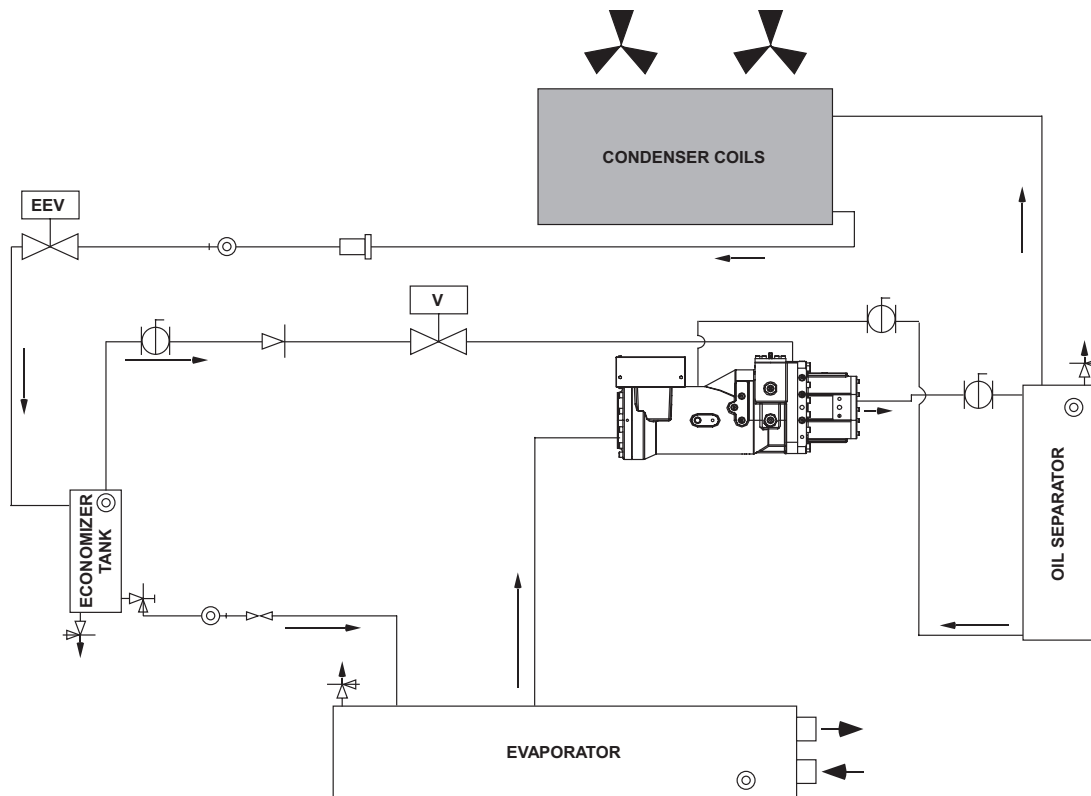 CONDENSER COILS
EEV
V
ECONOMIZER
TANK
OIL SEPARATOR
EVAPORATOR